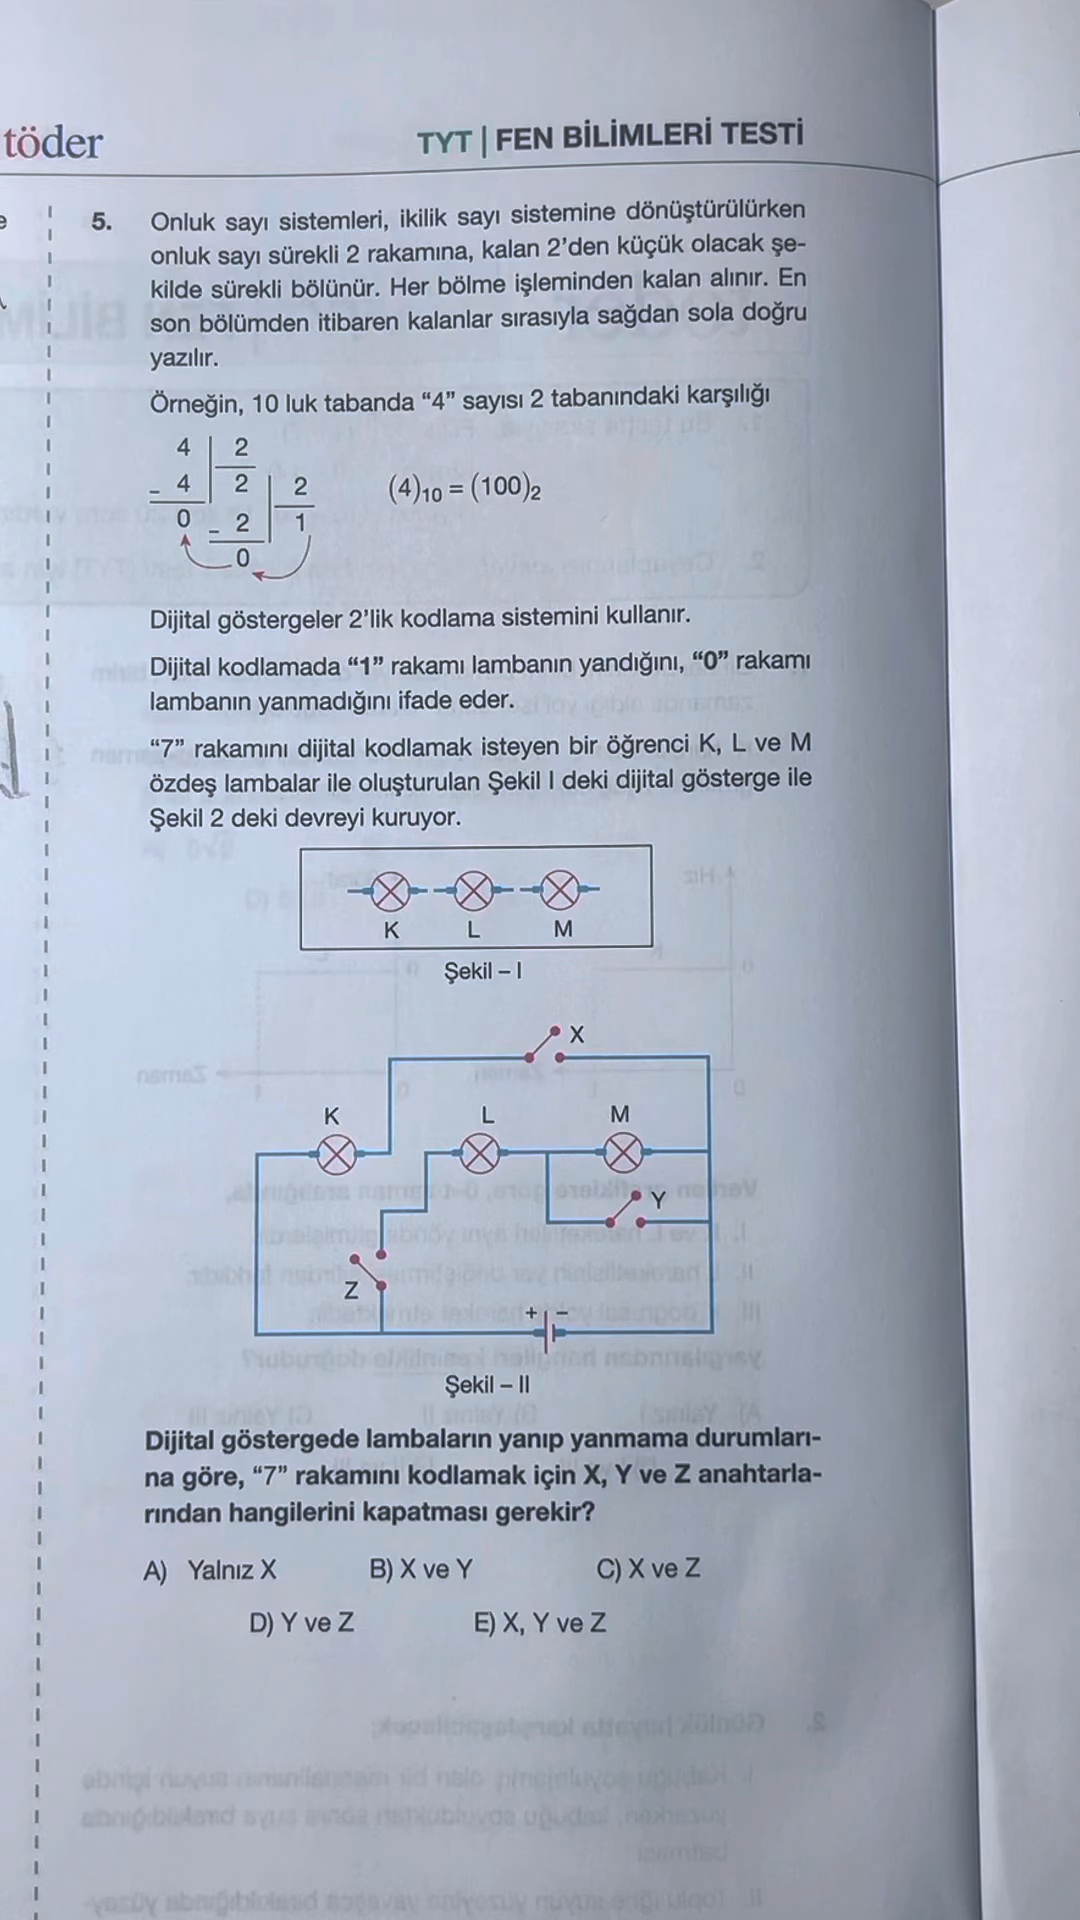 töder
TYT | FEN BİLİMLERİ TESTİ
5. Onluk sayı sistemleri, ikilik sayı sistemine dönüştürülürken
onluk sayı sürekli 2 rakamına, kalan 2'den küçük olacak şe-
kilde sürekli bölünür. Her bölme işleminden kalan alınır. En
son bölümden itibaren kalanlar sırasıyla sağdan sola doğru
yazılır.
Örneğin, 10 luk tabanda “4” sayısı 2 tabanındaki karşılığı
4 2
- 4 2 2 (4)₁₀ = (100)₂
0 - 2 1
0
Dijital göstergeler 2'lik kodlama sistemini kullanır.
Dijital kodlamada “1” rakamı lambanın yandığını, “0” rakamı
lambanın yanmadığını ifade eder.
“7” rakamını dijital kodlamak isteyen bir öğrenci K, L ve M
özdeş lambalar ile oluşturulan Şekil I deki dijital gösterge ile
Şekil 2 deki devreyi kuruyor.
K L M
Şekil – I
X
K L M
Y
Z
+ –
Şekil – II
Dijital göstergede lambaların yanıp yanmama durumları-
na göre, “7” rakamını kodlamak için X, Y ve Z anahtarla-
rından hangilerini kapatması gerekir?
A) Yalnız X B) X ve Y C) X ve Z
D) Y ve Z E) X, Y ve Z